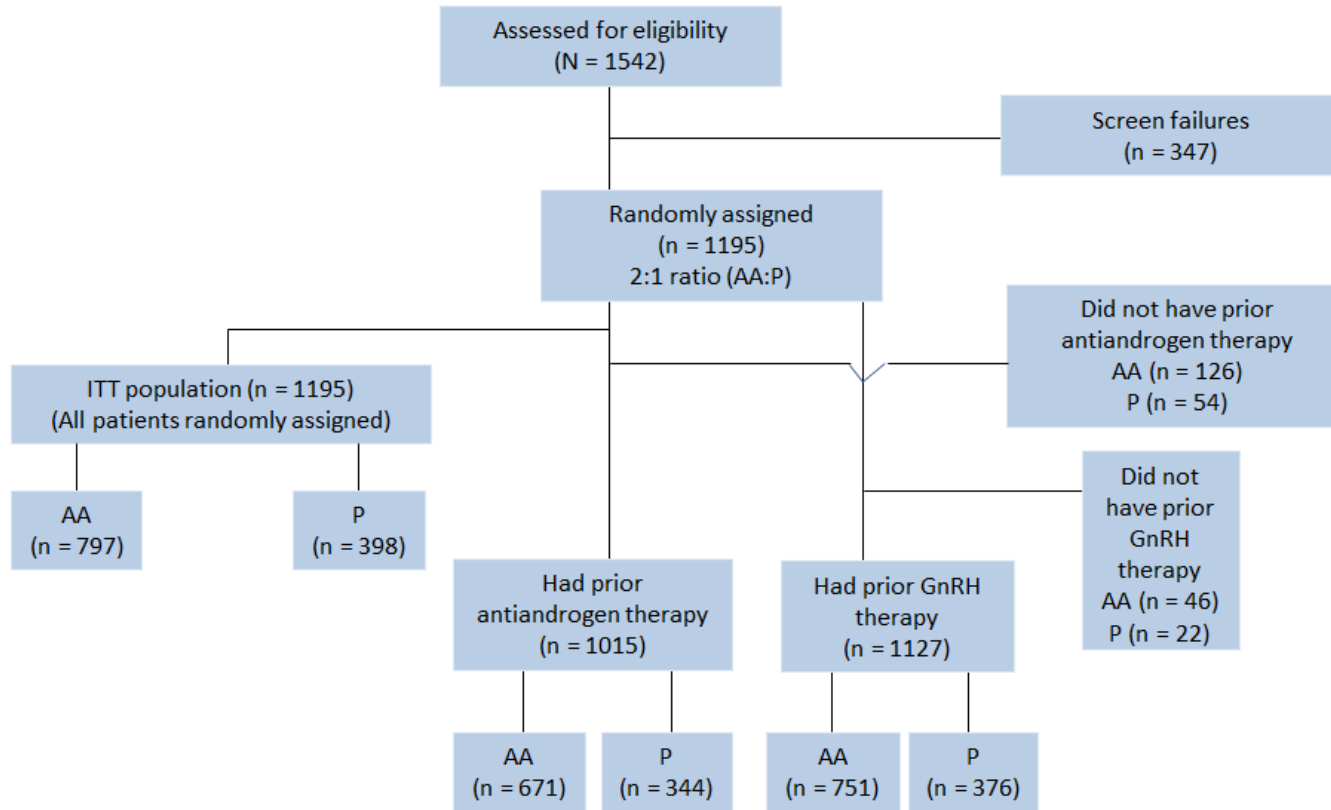 Assessed for eligibility
(N = 1542)
Screen failures
(n = 347)
Randomly assigned
(n = 1195)
2:1 ratio (AA:P)
Did not have prior
antiandrogen therapy
AA (n = 126)
P (n = 54)
ITT population (n = 1195)
(All patients randomly assigned)
AA
(n = 797)
P
(n = 398)
Did not
have prior
GnRH
therapy
AA (n = 46)
P (n = 22)
Had prior
antiandrogen therapy
(n = 1015)
Had prior GnRH
therapy
(n = 1127)
AA
(n = 671)
P
(n = 344)
AA
(n = 751)
P
(n = 376)